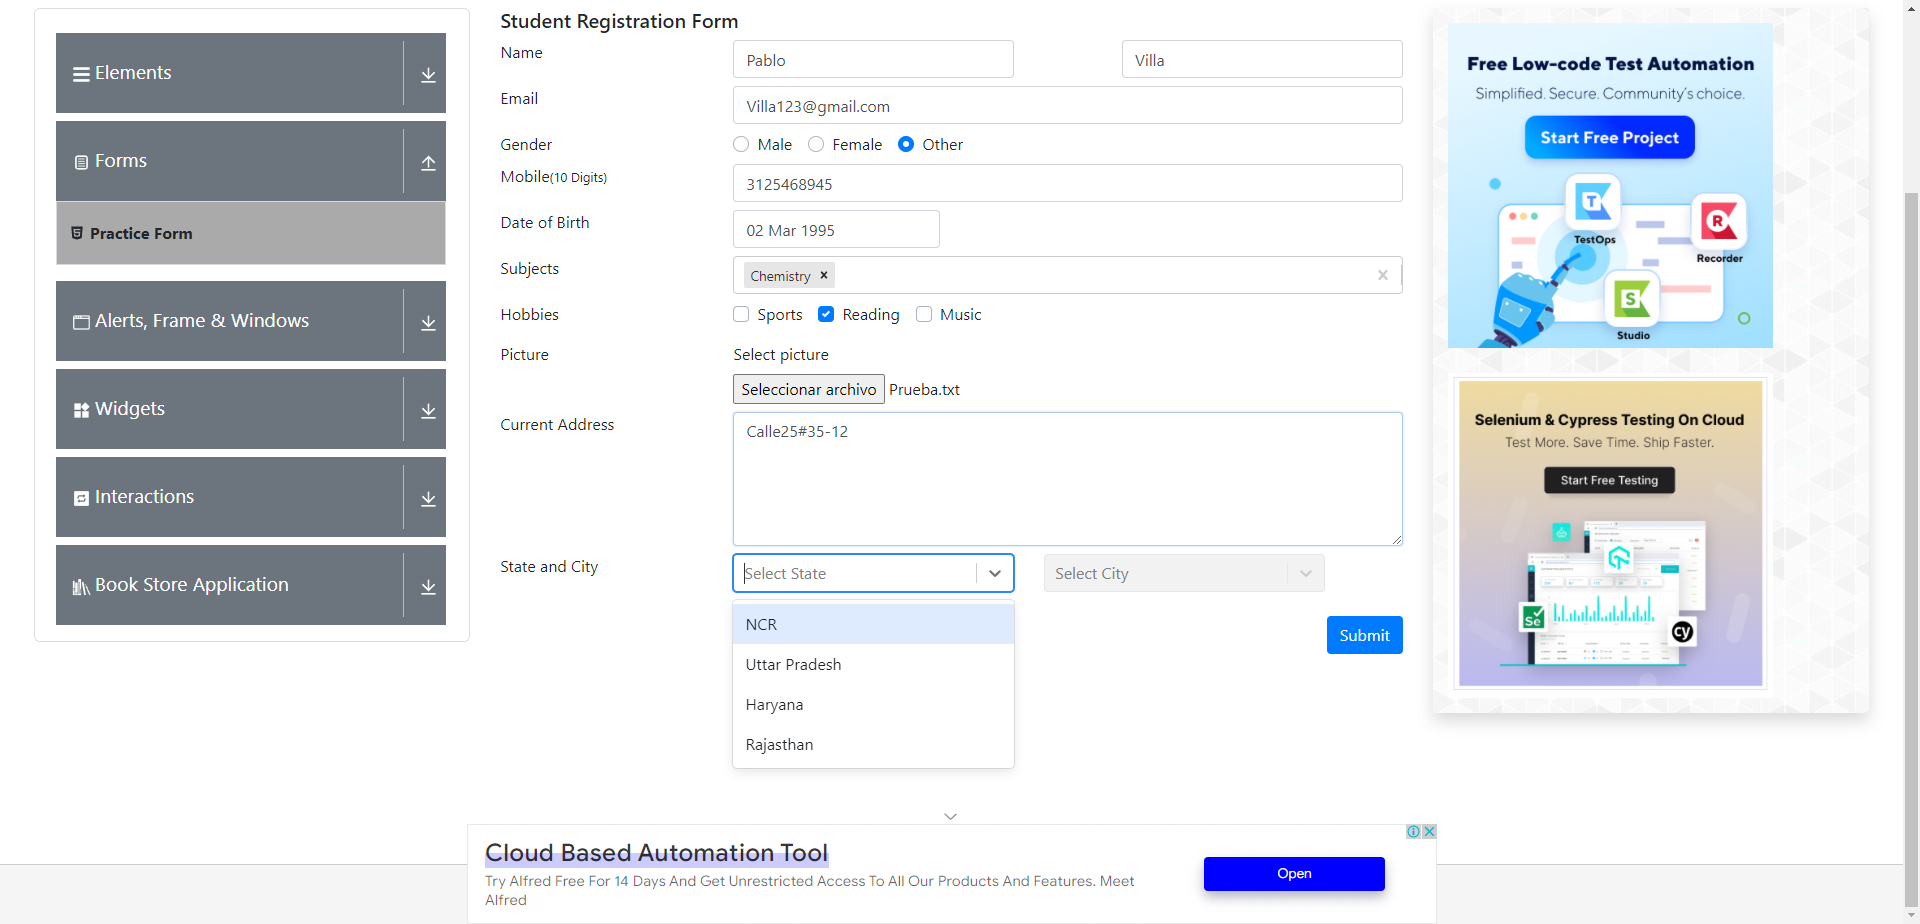 Elements
Forms
Practice Form
Alerts, Frame & Windows
Widgets
Interactions
Book Store Application
Student Registration Form
Name
Pablo
Villa
Email
Villa123@gmail.com
Gender
Male
Female
Other
Mobile(10 Digits)
3125468945
Date of Birth
02 Mar 1995
Subjects
Chemistry
Hobbies
Sports
Reading
Music
Picture
Select picture
Seleccionar archivo Prueba.txt
Current Address
Calle25#35-12
State and City
Select State
Select City
NCR
Uttar Pradesh
Haryana
Rajasthan
Submit
Free Low-code Test Automation
Simplified. Secure. Community's choice.
Start Free Project
T
TestOps
R
Recorder
S
Studio
Selenium & Cypress Testing On Cloud
Test More. Save Time. Ship Faster.
Start Free Testing
Se
cy
Cloud Based Automation Tool
Try Alfred Free For 14 Days And Get Unrestricted Access To All Our Products And Features. Meet
Alfred
Open